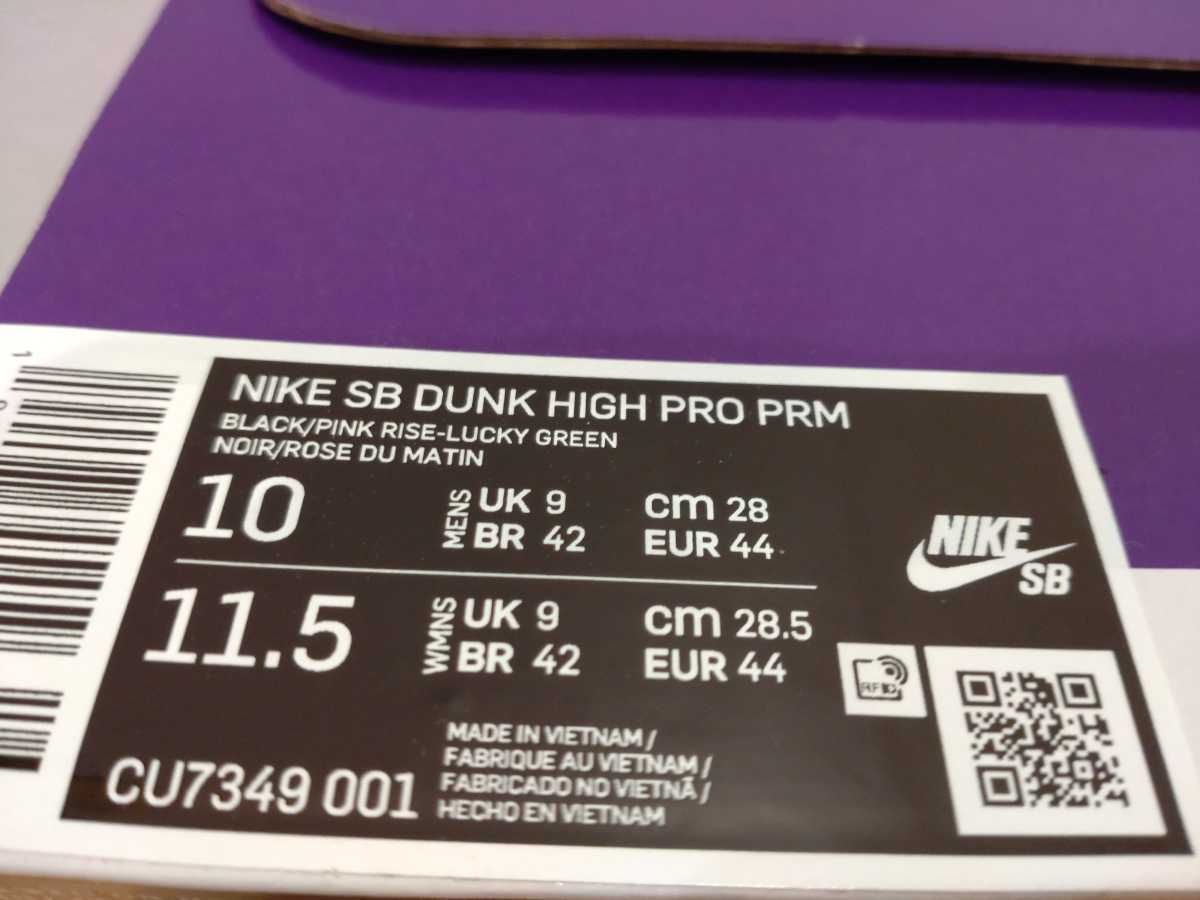 NIKE SB DUNK HIGH PRO PRM
BLACK/PINK RISE-LUCKY GREEN
NOIR/ROSE DU MATIN
10
MENS
UK 9
BR 42
cm 28
EUR 44
11.5
WMNS
UK 9
BR 42
cm 28.5
EUR 44
NIKE
SB
RFID
CU7349 001
MADE IN VIETNAM /
FABRIQUE AU VIETNAM /
FABRICADO NO VIETNÃ /
HECHO EN VIETNAM